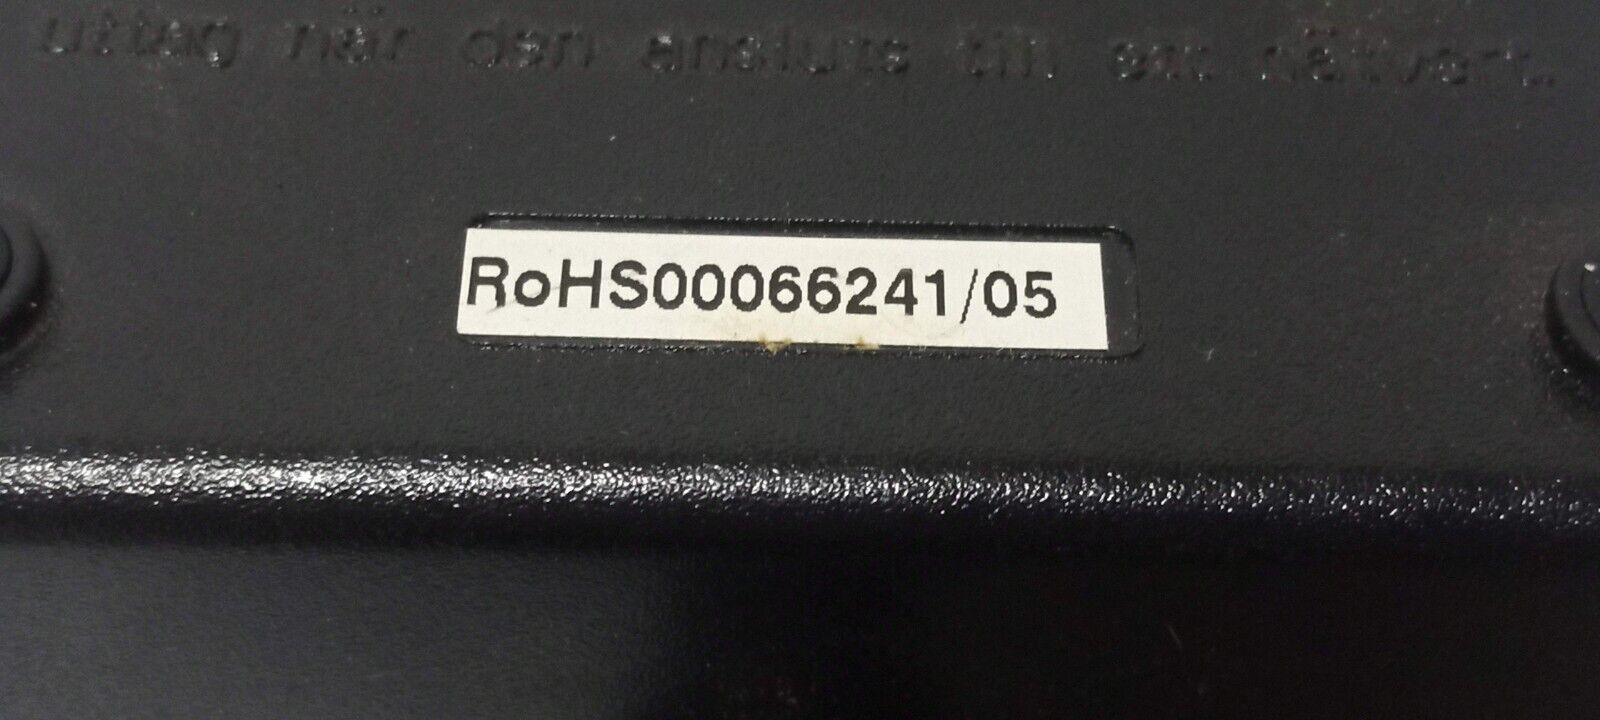 uttag när den ansluts till ett nätverk.
RoHS00066241/05